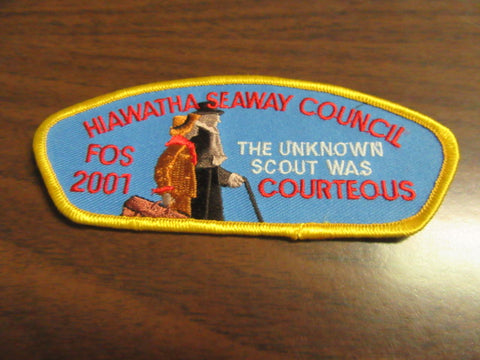 HIAWATHA SEAWAY COUNCIL
FOS
2001
THE UNKNOWN
SCOUT WAS
COURTEOUS